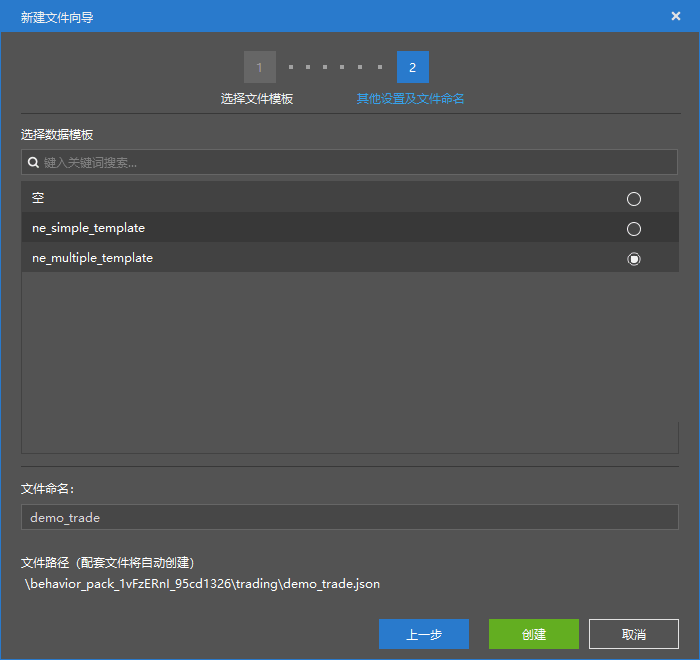 新建文件向导
1
2
选择文件模板
其他设置及文件命名
选择数据模板
键入关键词搜索...
空
ne_simple_template
ne_multiple_template
文件命名：
demo_trade
文件路径（配套文件将自动创建）
\behavior_pack_1vFzERnI_95cd1326\trading\demo_trade.json
上一步
创建
取消